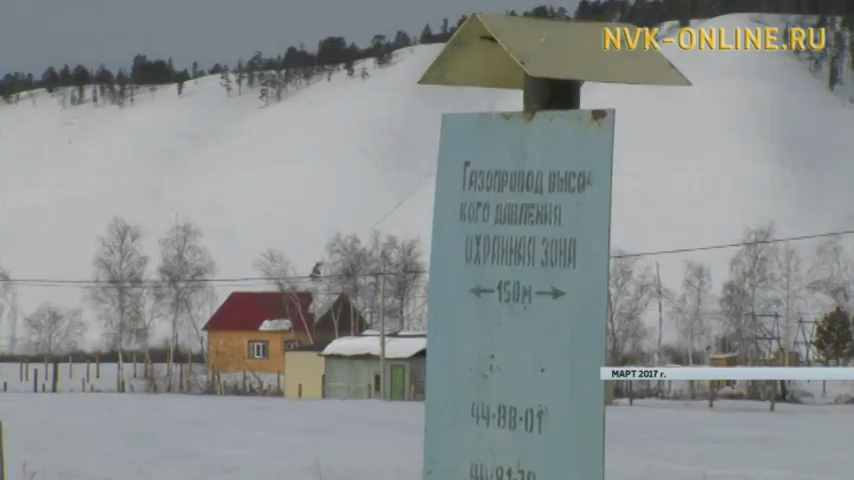 NVK-ONLINE.RU
ГАЗОПРОВОД ВЫСО-
КОГО ДАВЛЕНИЯ
ОХРАННАЯ ЗОНА
150М
МАРТ 2017 г.
44-88-01